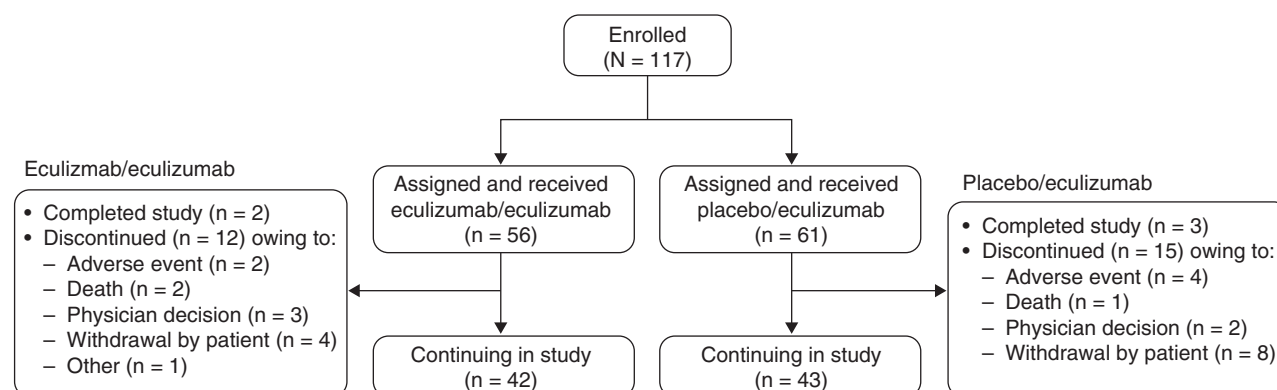 Enrolled
(N = 117)
Eculizmab/eculizumab
• Completed study (n = 2)
• Discontinued (n = 12) owing to:
– Adverse event (n = 2)
– Death (n = 2)
– Physician decision (n = 3)
– Withdrawal by patient (n = 4)
– Other (n = 1)
Assigned and received
eculizumab/eculizumab
(n = 56)
Assigned and received
placebo/eculizumab
(n = 61)
Placebo/eculizumab
• Completed study (n = 3)
• Discontinued (n = 15) owing to:
– Adverse event (n = 4)
– Death (n = 1)
– Physician decision (n = 2)
– Withdrawal by patient (n = 8)
Continuing in study
(n = 42)
Continuing in study
(n = 43)